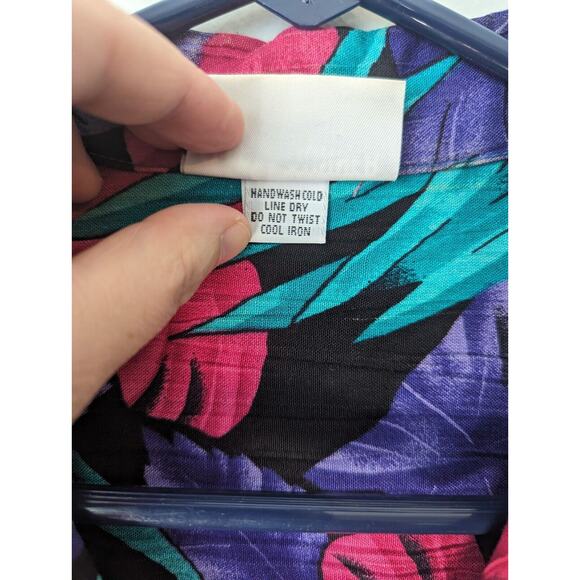 HANDWASH COLD
LINE DRY
DO NOT TWIST
COOL IRON